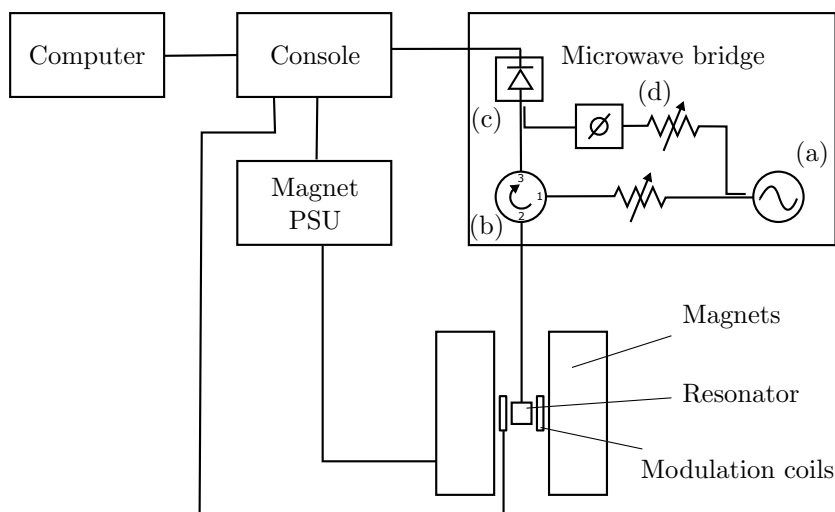 Computer
Console
Microwave bridge
(d)
(c)
(a)
Magnet
PSU
3
1
2
(b)
Magnets
Resonator
Modulation coils